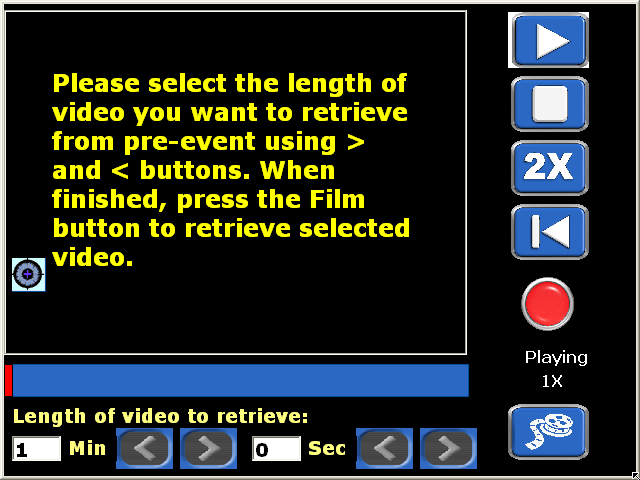 Please select the length of
video you want to retrieve
from pre-event using >
and < buttons. When
finished, press the Film
button to retrieve selected
video.
2X
Playing
1X
Length of video to retrieve:
1 Min < > 0 Sec < >